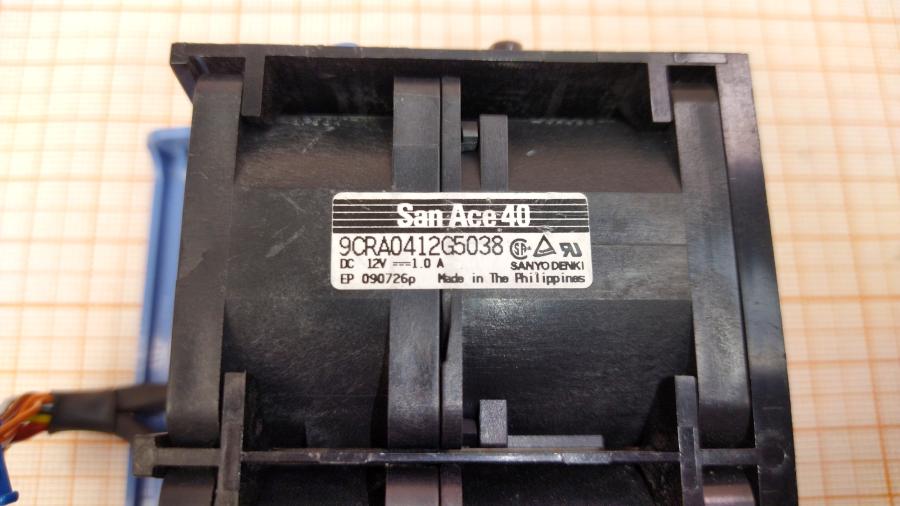 San Ace 40
9CRA0412G5038
DC 12V ⎓1.0 A
SANYO DENKI
EP 090726p Made in The Philippines